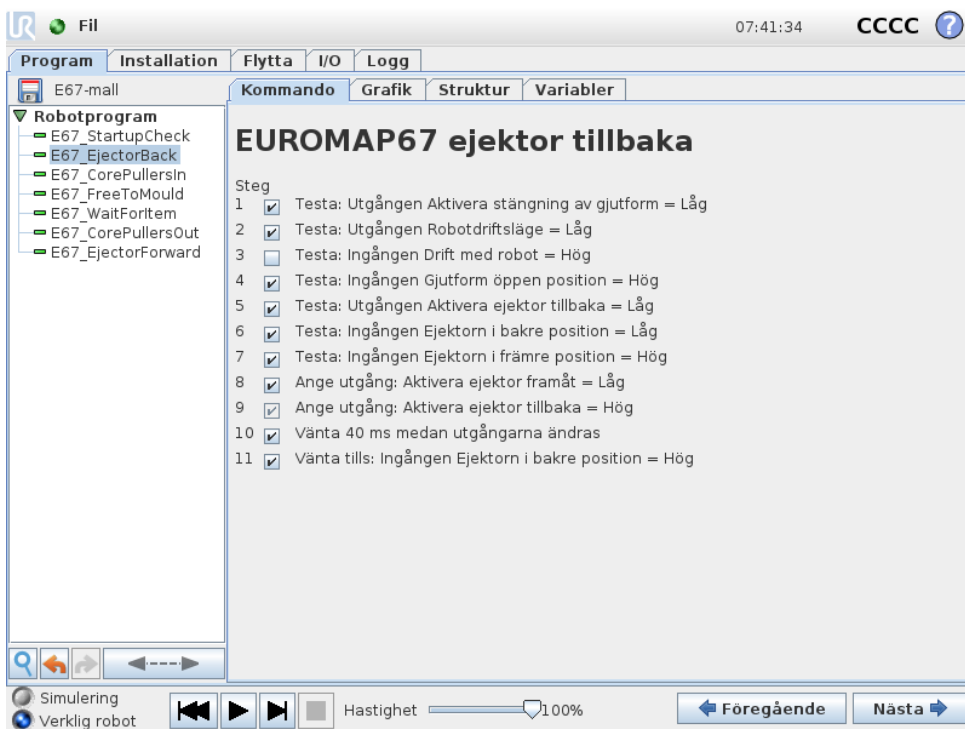 UR Fil 07:41:34 CCCC ?
Program Installation Flytta I/O Logg
E67-mall
Kommando Grafik Struktur Variabler
Robotprogram
E67_StartupCheck
E67_EjectorBack
E67_CorePullersIn
E67_FreeToMould
E67_WaitForItem
E67_CorePullersOut
E67_EjectorForward
EUROMAP67 ejektor tillbaka
Steg
1 Testa: Utgången Aktivera stängning av gjutform = Låg
2 Testa: Utgången Robotdriftsläge = Låg
3 Testa: Ingången Drift med robot = Hög
4 Testa: Ingången Gjutform öppen position = Hög
5 Testa: Utgången Aktivera ejektor tillbaka = Låg
6 Testa: Ingången Ejektorn i bakre position = Låg
7 Testa: Ingången Ejektorn i främre position = Hög
8 Ange utgång: Aktivera ejektor framåt = Låg
9 Ange utgång: Aktivera ejektor tillbaka = Hög
10 Vänta 40 ms medan utgångarna ändras
11 Vänta tills: Ingången Ejektorn i bakre position = Hög
Simulering
Verklig robot
Hastighet 100%
Föregående
Nästa